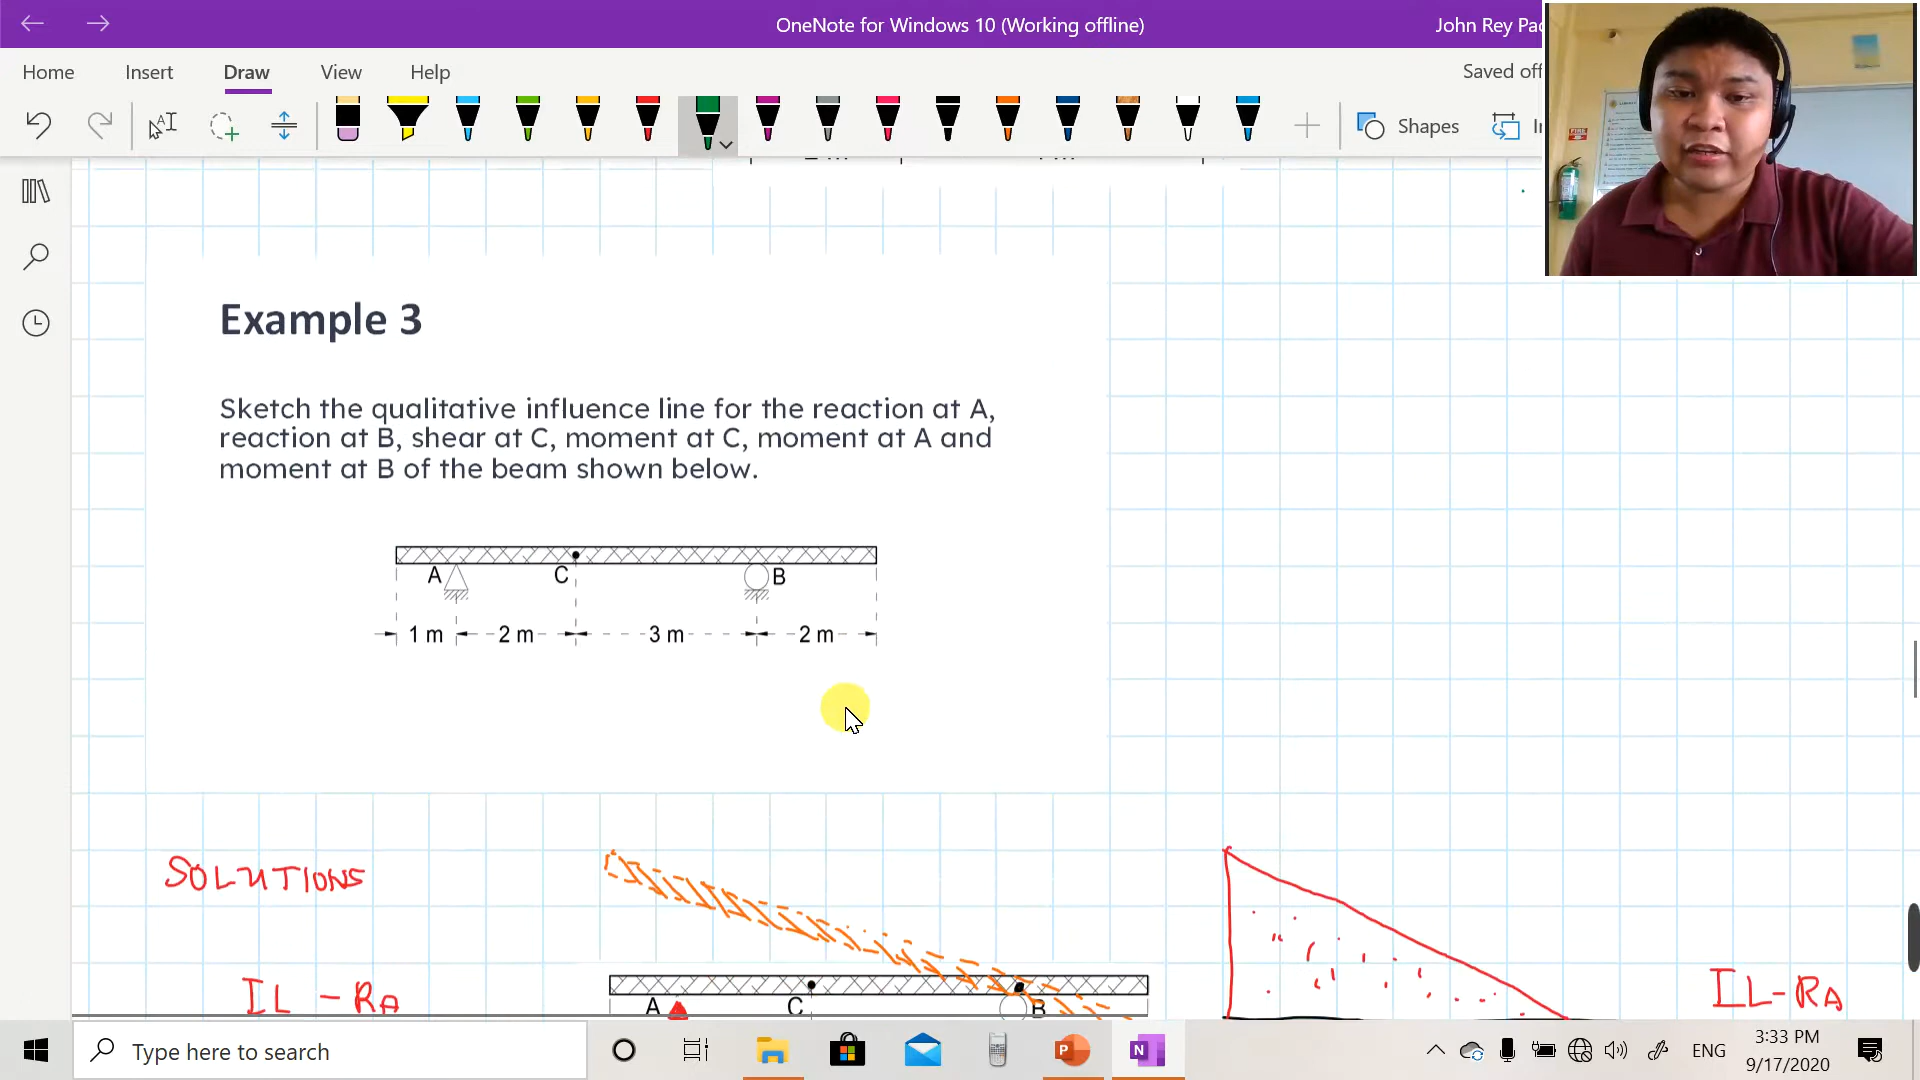 OneNote for Windows 10 (Working offline)
John Rey
Home
Insert
Draw
View
Help
Saved
Shapes
Example 3
Sketch the qualitative influence line for the reaction at A,
reaction at B, shear at C, moment at C, moment at A and
moment at B of the beam shown below.
A
C
B
1 m
2 m
3 m
2 m
SOLUTIONS
IL - RA
A
C
B
IL-RA
Type here to search
ENG
3:33 PM
9/17/2020